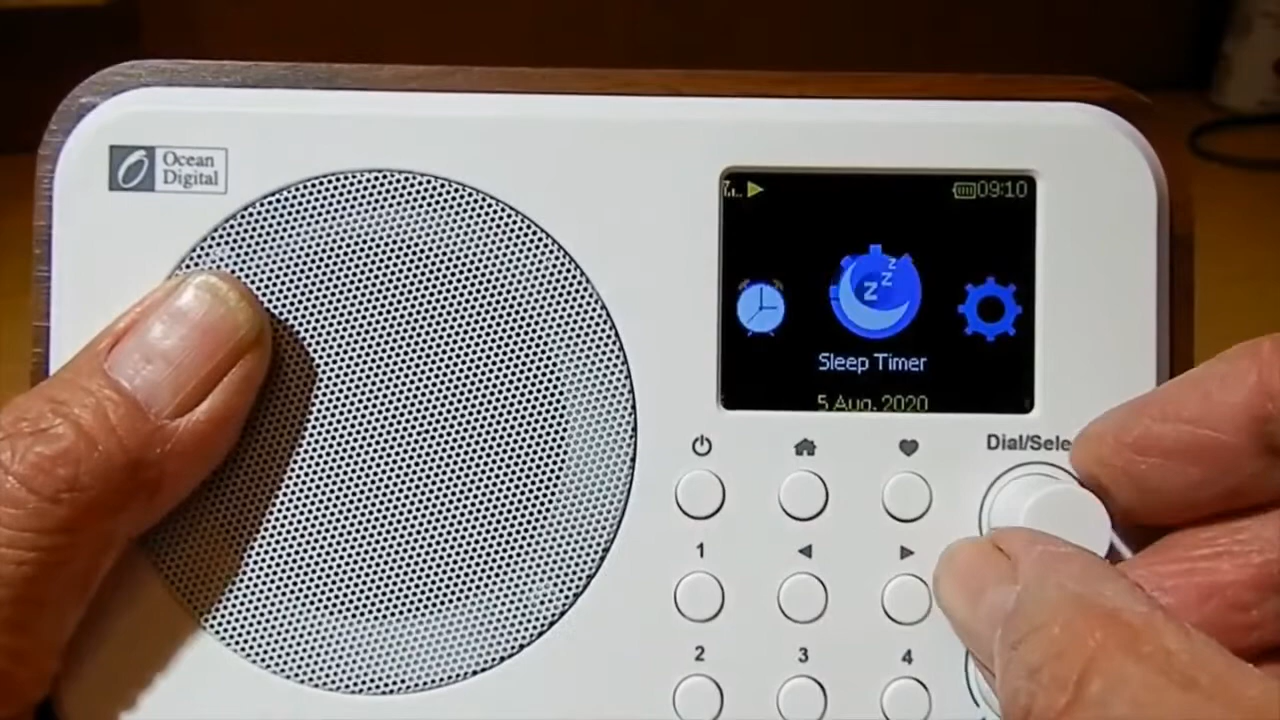 Ocean
Digital
09:10
z
z
z
Sleep Timer
5 Aug. 2020
Dial/Sele
1
2
3
4